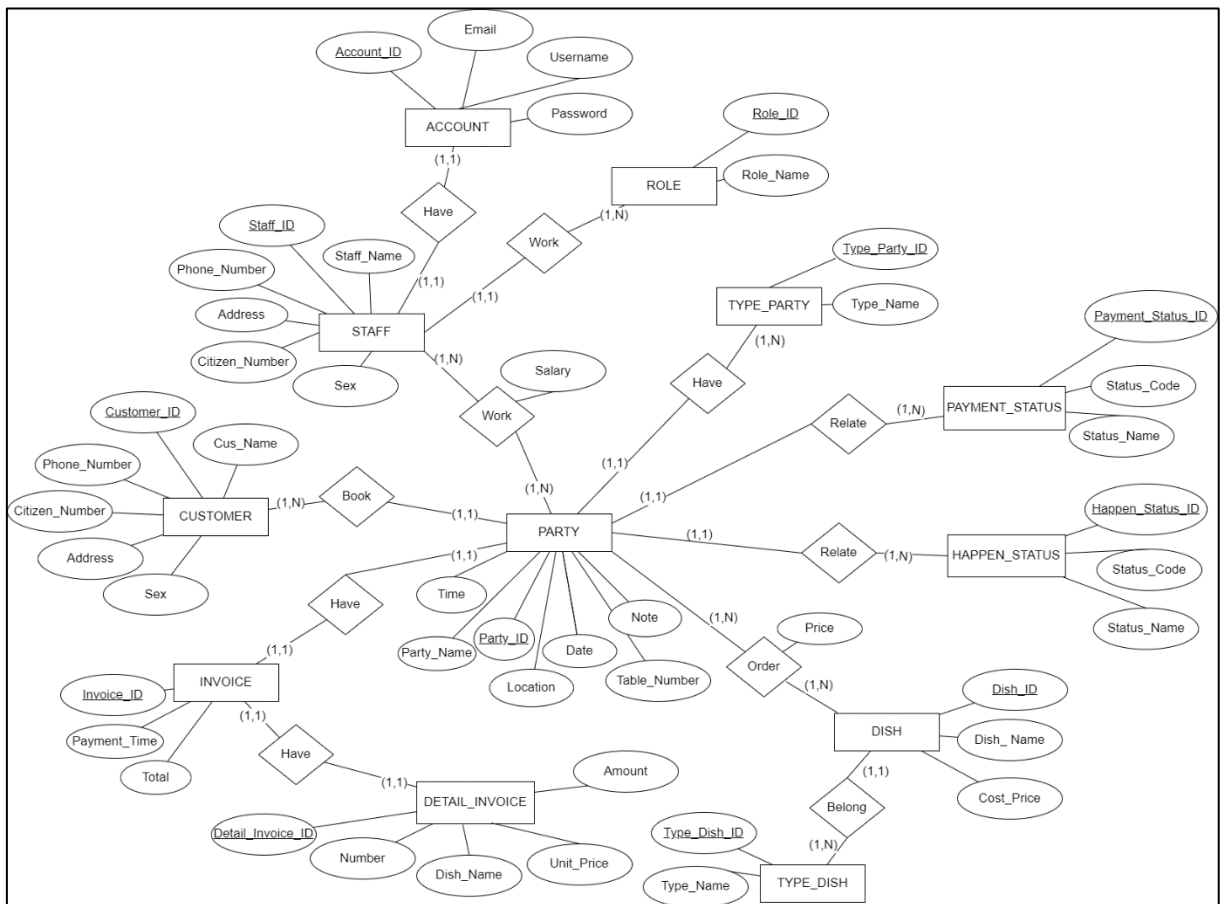 Email
Account_ID
Username
Password
ACCOUNT
(1,1)
Role_ID
Role_Name
ROLE
Have
(1,N)
Work
Staff_ID
Staff_Name
Phone_Number
Address
Citizen_Number
Sex
STAFF
(1,1)
(1,1)
Type_Party_ID
Type_Name
TYPE_PARTY
(1,N)
Have
(1,1)
(1,N)
Salary
Work
(1,N)
Payment_Status_ID
Status_Code
Status_Name
PAYMENT_STATUS
(1,N)
Relate
(1,1)
Customer_ID
Cus_Name
Phone_Number
Citizen_Number
Address
Sex
CUSTOMER
(1,N)
Book
(1,1)
PARTY
(1,1)
Relate
(1,N)
HAPPEN_STATUS
Happen_Status_ID
Status_Code
Status_Name
(1,1)
Have
(1,1)
Time
Party_Name
Party_ID
Location
Date
Note
Table_Number
(1,N)
Price
Order
(1,N)
INVOICE
Invoice_ID
Payment_Time
Total
(1,1)
Have
(1,1)
DETAIL_INVOICE
Amount
Detail_Invoice_ID
Number
Dish_Name
Unit_Price
DISH
Dish_ID
Dish_ Name
Cost_Price
(1,1)
Belong
(1,N)
Type_Dish_ID
Type_Name
TYPE_DISH